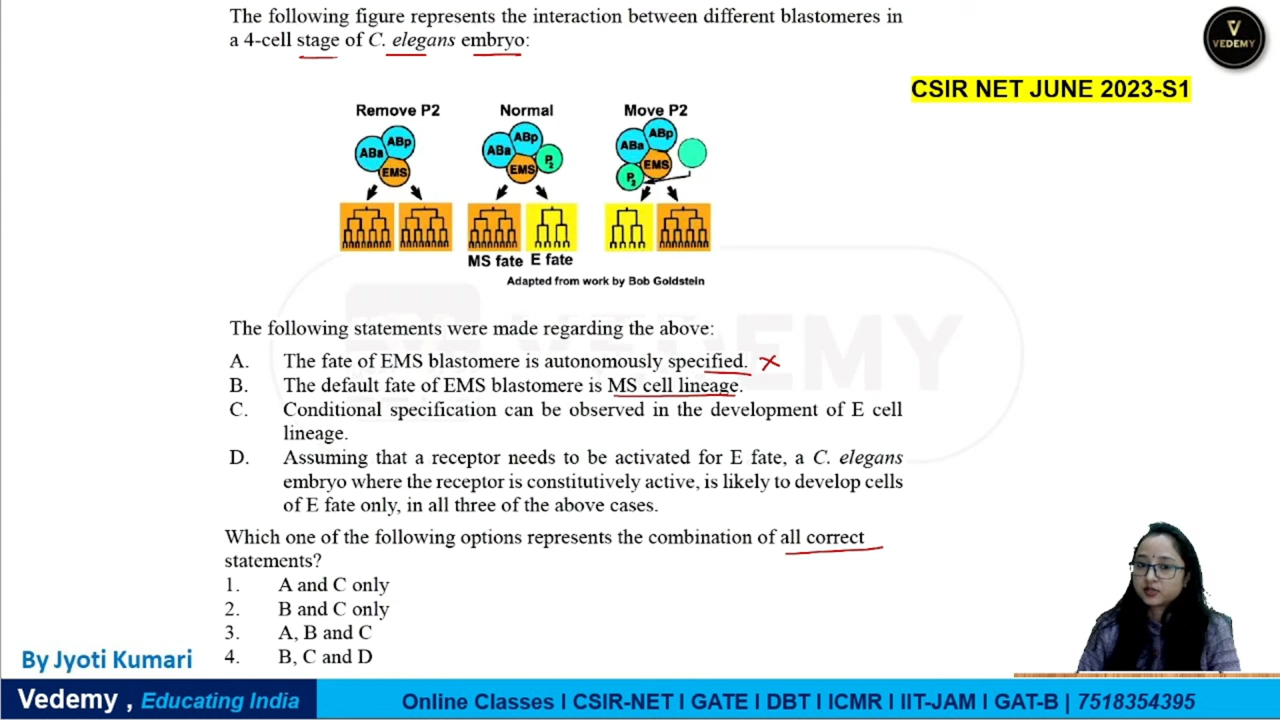 The following figure represents the interaction between different blastomeres in
a 4-cell stage of C. elegans embryo:
VEDEMY
CSIR NET JUNE 2023-S1
Remove P2 Normal Move P2
ABa ABp EMS
ABa ABp EMS P2
ABa ABp EMS P2
MS fate E fate
Adapted from work by Bob Goldstein
VEDEMY
The following statements were made regarding the above:
A. The fate of EMS blastomere is autonomously specified.
B. The default fate of EMS blastomere is MS cell lineage.
C. Conditional specification can be observed in the development of E cell
lineage.
D. Assuming that a receptor needs to be activated for E fate, a C. elegans
embryo where the receptor is constitutively active, is likely to develop cells
of E fate only, in all three of the above cases.
Which one of the following options represents the combination of all correct
statements?
1. A and C only
2. B and C only
3. A, B and C
4. B, C and D
By Jyoti Kumari
Vedemy , Educating India
Online Classes I CSIR-NET I GATE I DBT I ICMR I IIT-JAM I GAT-B | 7518354395